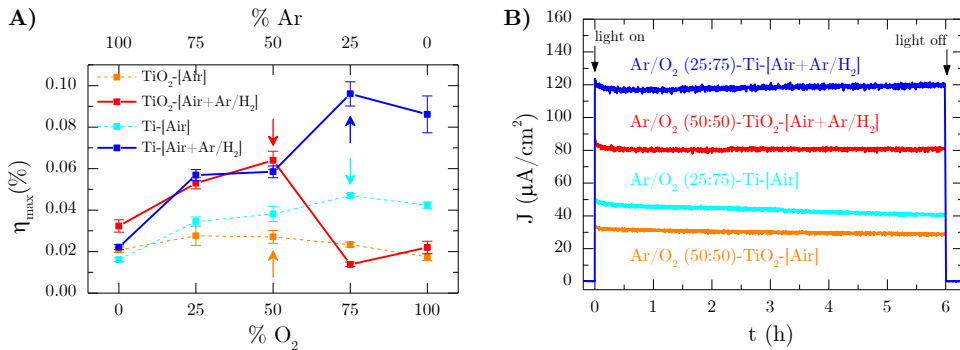 A)
% Ar
100 75 50 25 0
TiO₂-[Air]
TiO₂-[Air+Ar/H₂]
Ti-[Air]
Ti-[Air+Ar/H₂]
0.10
0.08
0.06
0.04
0.02
0.00
ηmax(%)
0 25 50 75 100
% O₂
B)
light on
light off
160
140
120
100
80
60
40
20
0
J (µA/cm²)
Ar/O₂ (25:75)-Ti-[Air+Ar/H₂]
Ar/O₂ (50:50)-TiO₂-[Air+Ar/H₂]
Ar/O₂ (25:75)-Ti-[Air]
Ar/O₂ (50:50)-TiO₂-[Air]
0 1 2 3 4 5 6
t (h)